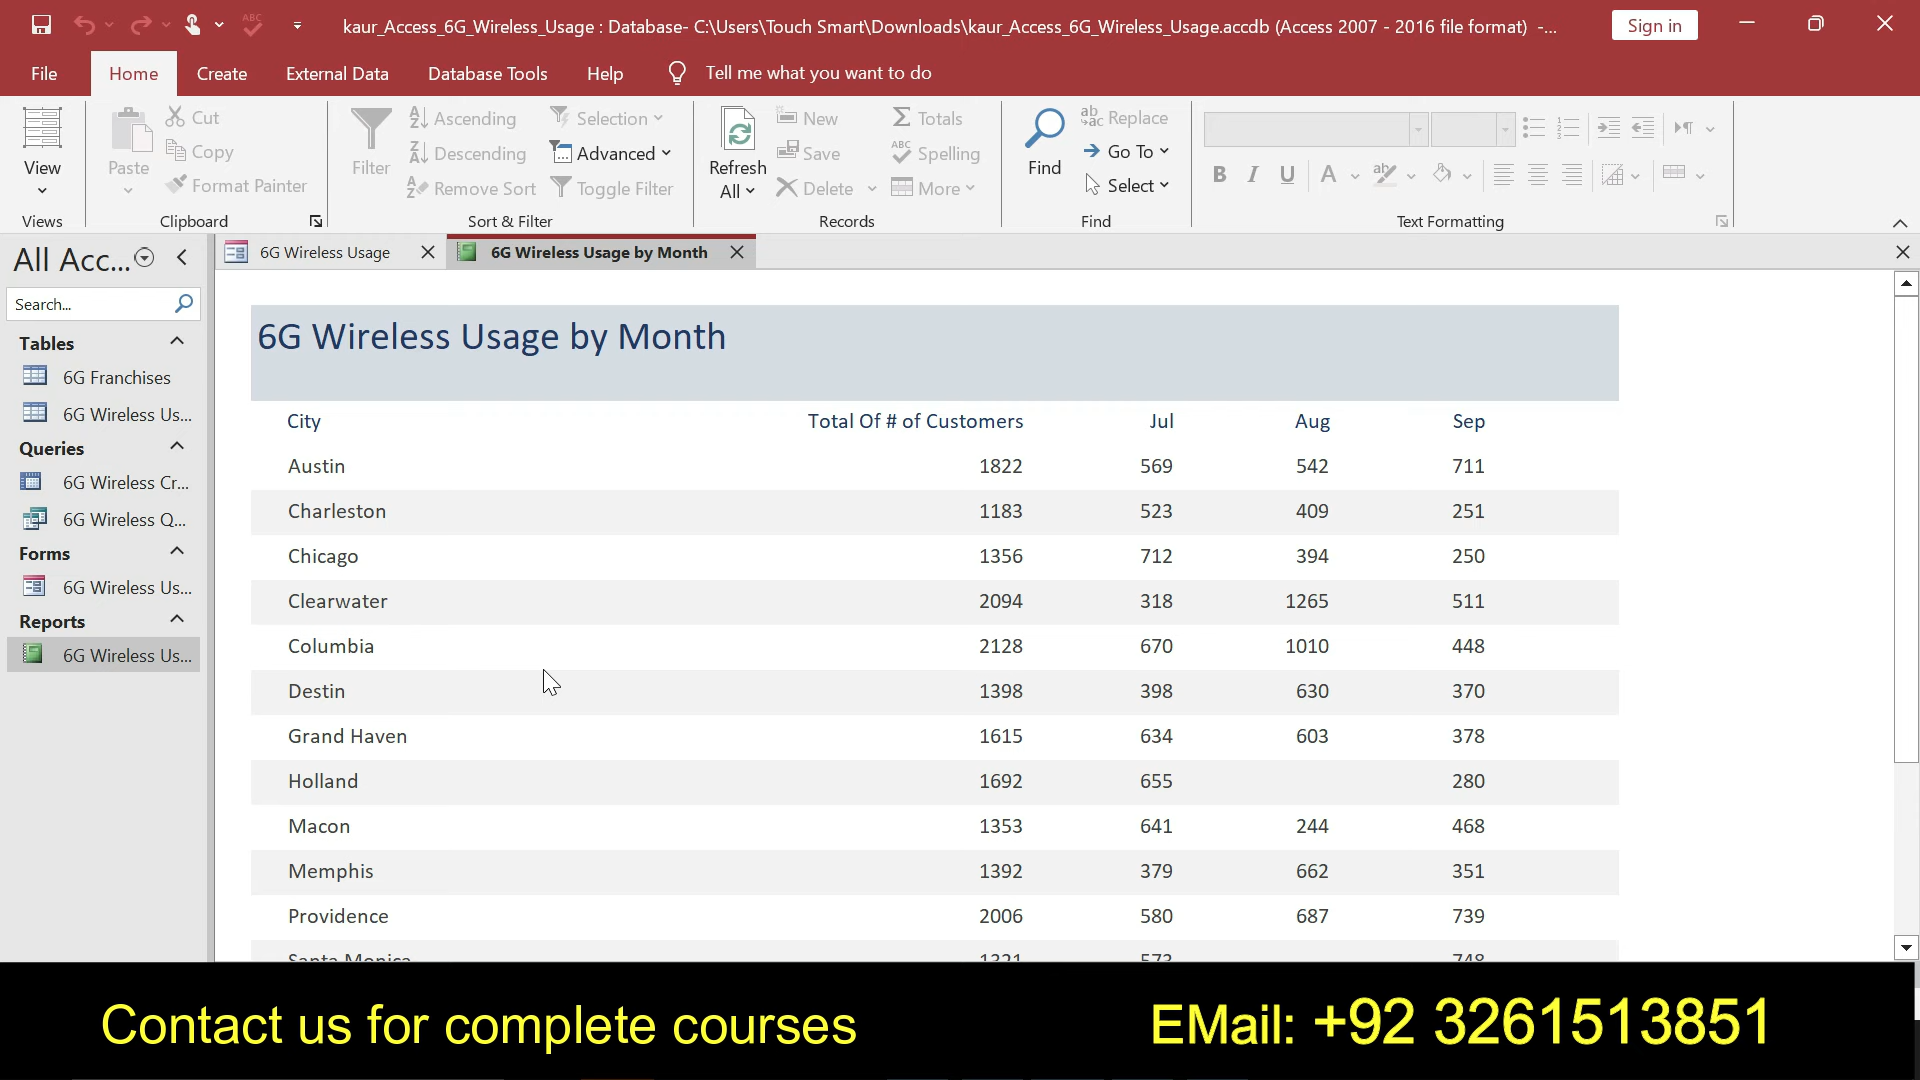 kaur_Access_6G_Wireless_Usage : Database- C:\Users\Touch Smart\Downloads\kaur_Access_6G_Wireless_Usage.accdb (Access 2007 - 2016 file format) -... Sign in
File Home Create External Data Database Tools Help Tell me what you want to do
View
Views
Paste
Cut
Copy
Format Painter
Clipboard
Filter
Ascending
Descending
Remove Sort
Selection
Advanced
Toggle Filter
Sort & Filter
Refresh
All
New
Save
Delete
Totals
Spelling
More
Records
Find
Replace
Go To
Select
Find
B I U A
Text Formatting
All Acc...
Search...
Tables
6G Franchises
6G Wireless Us...
Queries
6G Wireless Cr...
6G Wireless Q...
Forms
6G Wireless Us...
Reports
6G Wireless Us...
6G Wireless Usage 6G Wireless Usage by Month
6G Wireless Usage by Month
City Total Of # of Customers Jul Aug Sep
Austin 1822 569 542 711
Charleston 1183 523 409 251
Chicago 1356 712 394 250
Clearwater 2094 318 1265 511
Columbia 2128 670 1010 448
Destin 1398 398 630 370
Grand Haven 1615 634 603 378
Holland 1692 655 280
Macon 1353 641 244 468
Memphis 1392 379 662 351
Providence 2006 580 687 739
Santa Monica 1321 573 748
Contact us for complete courses EMail: +92 3261513851